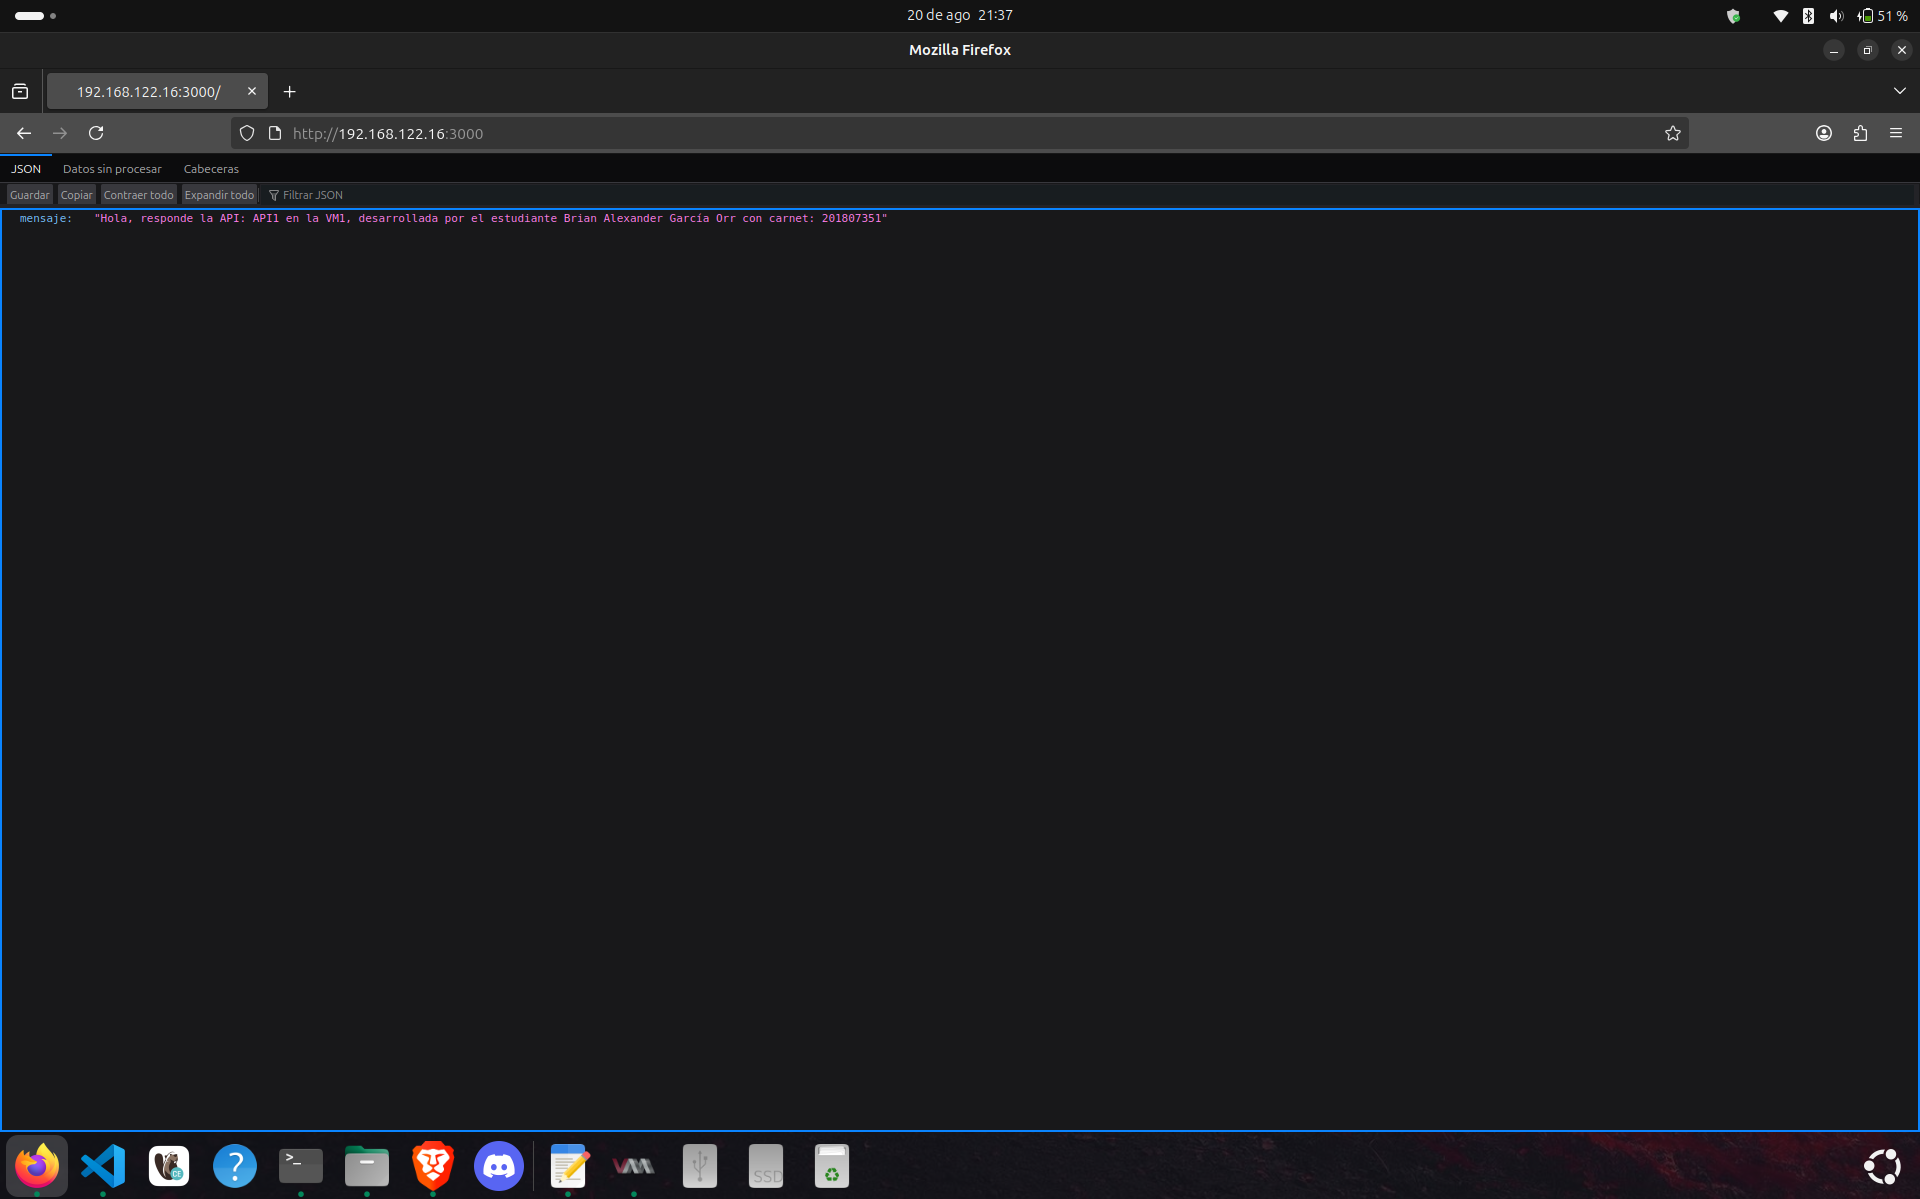 20 de ago 21:37
51 %
Mozilla Firefox
192.168.122.16:3000/
http://192.168.122.16:3000
JSON Datos sin procesar Cabeceras
Guardar Copiar Contraer todo Expandir todo Filtrar JSON
mensaje: "Hola, responde la API: API1 en la VM1, desarrollada por el estudiante Brian Alexander García Orr con carnet: 201807351"
SSD